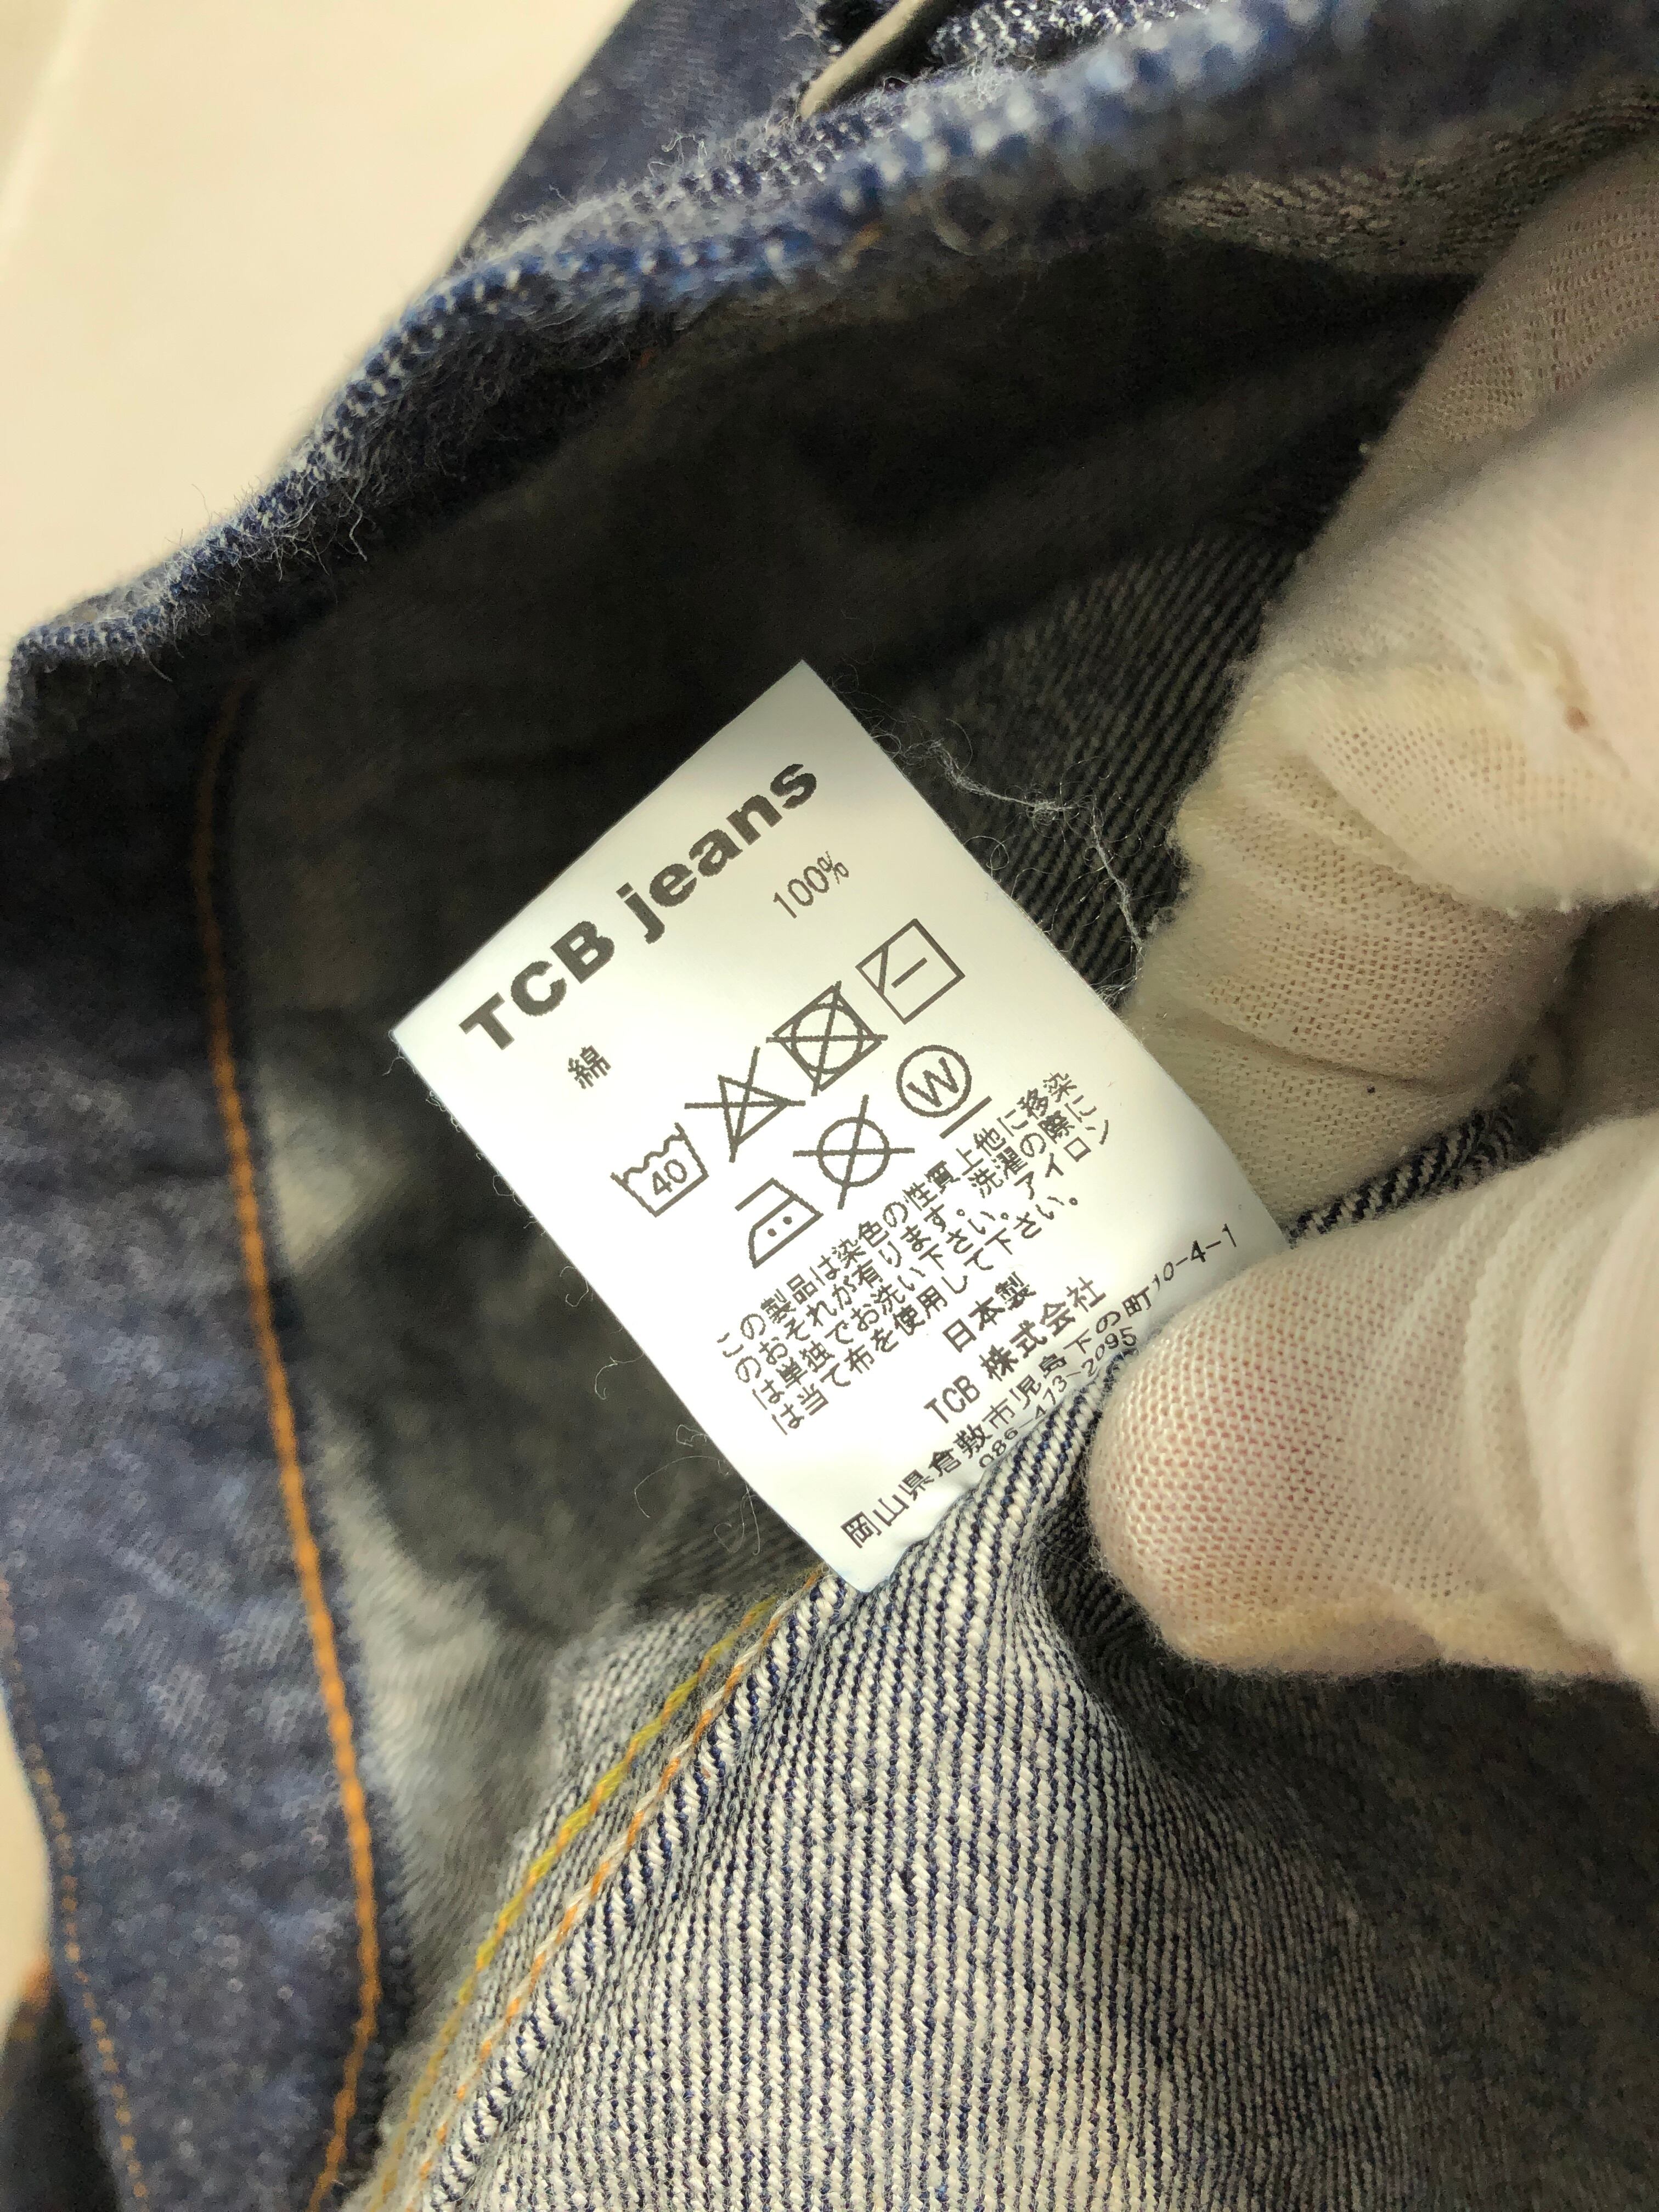 TCB jeans
綿 100%
40
W
この製品は染色の性質上他に移染
のおそれが有ります。洗濯の際に
は単独でお洗い下さい。アイロン
は当て布を使用して下さい。
日本製
TCB 株式会社
岡山県倉敷市児島下の町10-4-1
086-473-2095